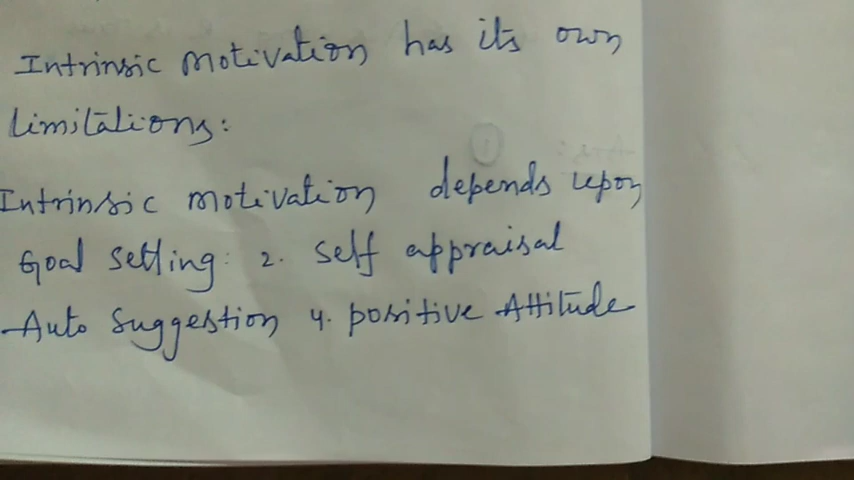 Intrinsic motivation has its own
limitations:
Intrinsic motivation depends upon
Goal setting: 2. Self appraisal
Auto suggestion 4. positive Attitude